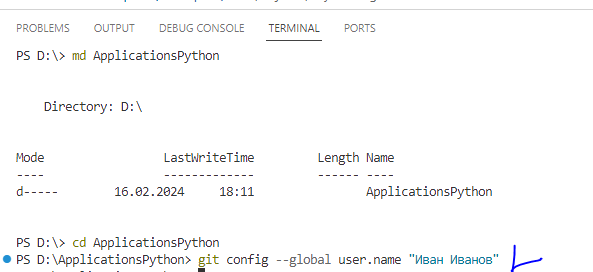 PROBLEMS OUTPUT DEBUG CONSOLE TERMINAL PORTS
PS D:\> md ApplicationsPython
Directory: D:\
Mode LastWriteTime Length Name
---- ------------- ------ ----
d----- 16.02.2024 18:11 ApplicationsPython
PS D:\> cd ApplicationsPython
PS D:\ApplicationsPython> git config --global user.name "Иван Иванов"